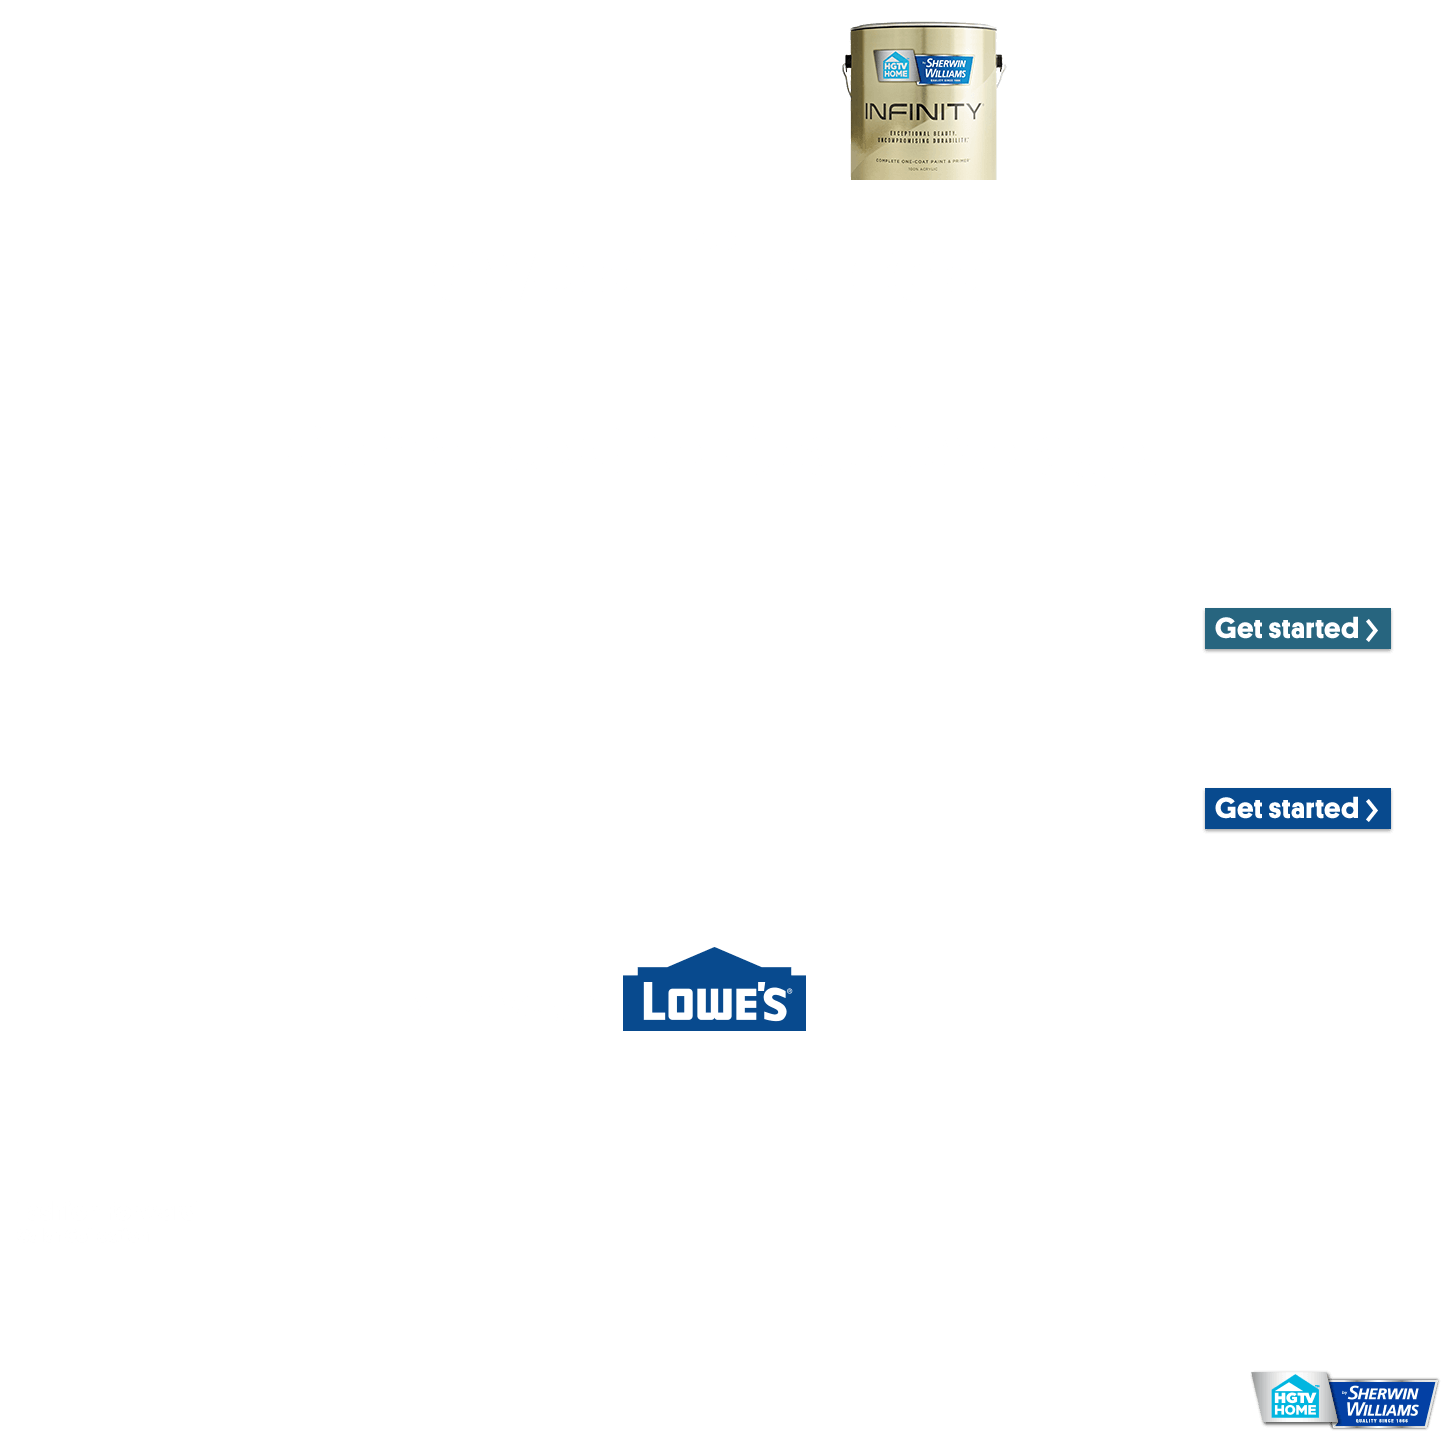 HGTV
HOME
by SHERWIN
WILLIAMS
QUALITY SINCE 1866
INFINITY
EXCEPTIONAL BEAUTY.
UNCOMPROMISING DURABILITY.™
COMPLETE ONE-COAT PAINT & PRIMER
100% ACRYLIC
Get started
Get started
LOWE'S®
HGTV
HOME
by SHERWIN
WILLIAMS
QUALITY SINCE 1866